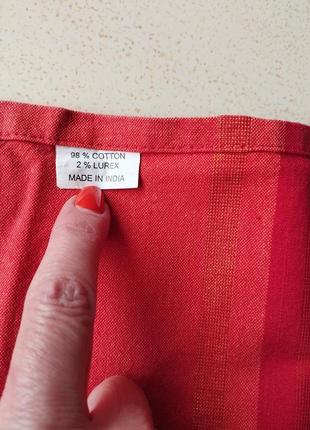 98 % COTTON
2 % LUREX
MADE IN INDIA